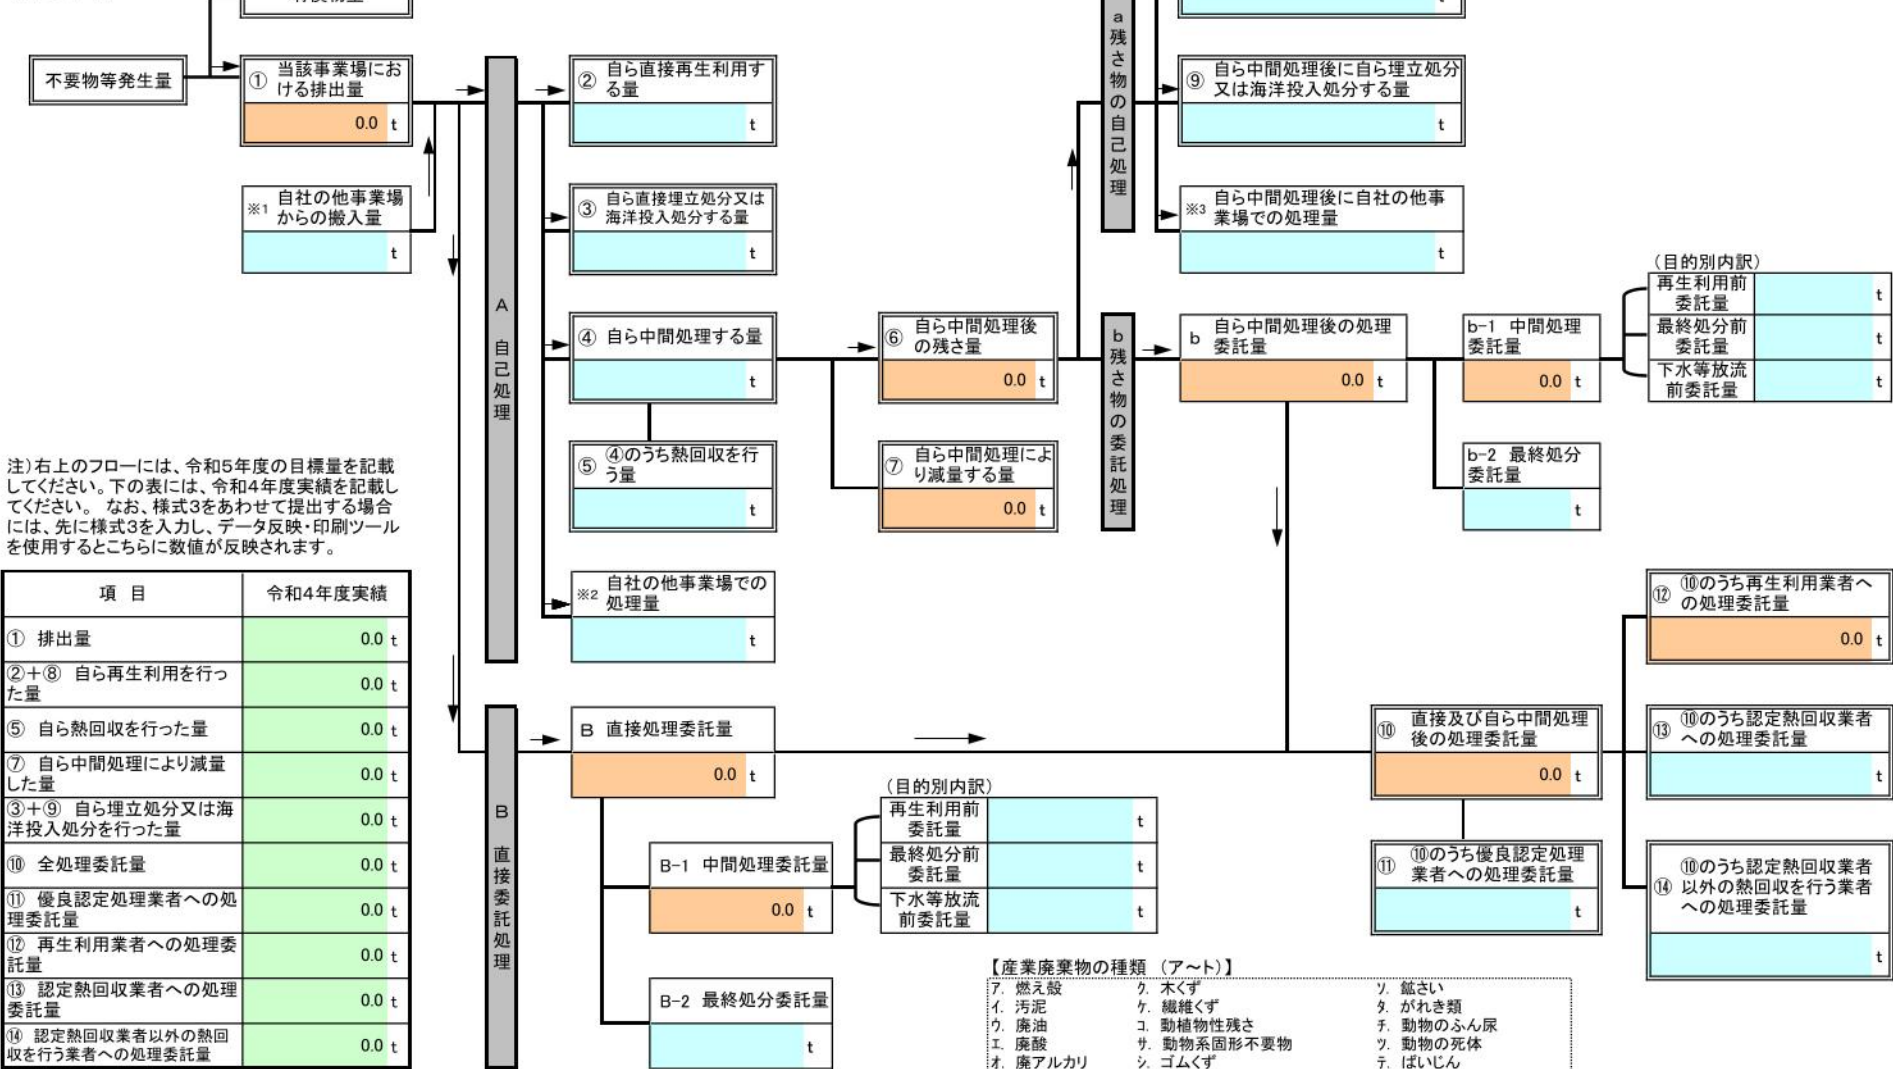 不要物等発生量
① 当該事業場にお
ける排出量
0.0 t
※1 自社の他事業場
からの搬入量
t
A 自己処理
② 自ら直接再生利用す
る量
t
③ 自ら直接埋立処分又は
海洋投入処分する量
t
④ 自ら中間処理する量
t
⑤ ④のうち熱回収を行
う量
t
※2 自社の他事業場での
処理量
t
⑥ 自ら中間処理後
の残さ量
0.0 t
⑦ 自ら中間処理によ
り減量する量
0.0 t
a残さ物の自己処理
t
⑨ 自ら中間処理後に自ら埋立処分
又は海洋投入処分する量
t
※3 自ら中間処理後に自社の他事
業場での処理量
t
b残さ物の委託処理
b 自ら中間処理後の処理
委託量
0.0 t
b-1 中間処理
委託量
0.0 t
(目的別内訳)
再生利用前
委託量
t
最終処分前
委託量
t
下水等放流
前委託量
t
b-2 最終処分
委託量
t
注)右上のフローには、令和5年度の目標量を記載
してください。下の表には、令和4年度実績を記載し
てください。 なお、様式3をあわせて提出する場合
には、先に様式3を入力し、データ反映・印刷ツール
を使用するとこちらに数値が反映されます。
項 目 令和4年度実績
① 排出量 0.0 t
②+⑧ 自ら再生利用を行っ
た量 0.0 t
⑤ 自ら熱回収を行った量 0.0 t
⑦ 自ら中間処理により減量
した量 0.0 t
③+⑨ 自ら埋立処分又は海
洋投入処分を行った量 0.0 t
⑩ 全処理委託量 0.0 t
⑪ 優良認定処理業者への処
理委託量 0.0 t
⑫ 再生利用業者への処理委
託量 0.0 t
⑬ 認定熱回収業者への処理
委託量 0.0 t
⑭ 認定熱回収業者以外の熱回
収を行う業者への処理委託量 0.0 t
B 直接委託処理
B 直接処理委託量
0.0 t
B-1 中間処理委託量
0.0 t
(目的別内訳)
再生利用前
委託量
t
最終処分前
委託量
t
下水等放流
前委託量
t
B-2 最終処分委託量
t
⑩ 直接及び自ら中間処理
後の処理委託量
0.0 t
⑪ ⑩のうち優良認定処理
業者への処理委託量
t
⑫ ⑩のうち再生利用業者へ
の処理委託量
0.0 t
⑬ ⑩のうち認定熱回収業者
への処理委託量
t
⑭ ⑩のうち認定熱回収業者
以外の熱回収を行う業者
への処理委託量
t
【産業廃棄物の種類 (ア~ト)】
ア. 燃え殻 ク. 木くず ソ. 鉱さい
イ. 汚泥 ケ. 繊維くず タ. がれき類
ウ. 廃油 コ. 動植物性残さ チ. 動物のふん尿
エ. 廃酸 サ. 動物系固形不要物 ツ. 動物の死体
オ. 廃アルカリ シ. ゴムくず テ. ばいじん